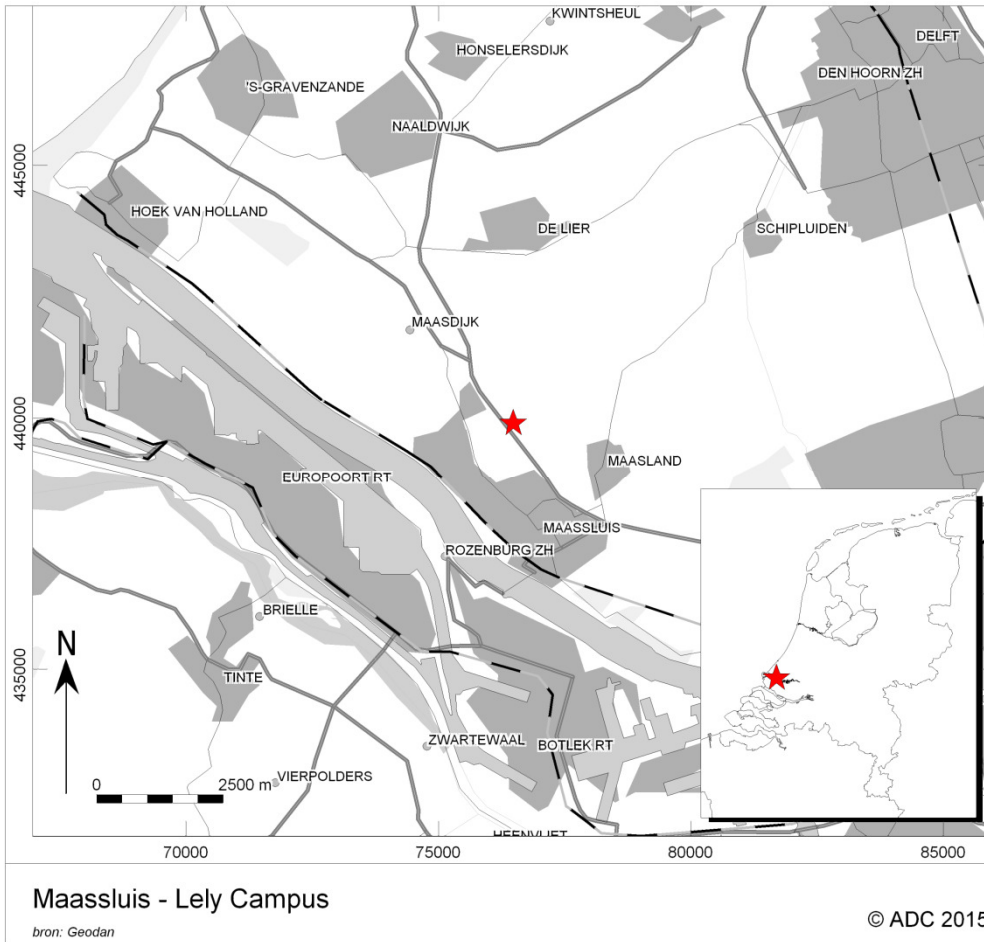 KWINTSHEUL
DELFT
HONSELERSDIJK
DEN HOORN ZH
'S-GRAVENZANDE
NAALDWIJK
445000
HOEK VAN HOLLAND
DE LIER
SCHIPLUIDEN
MAASDIJK
440000
MAASLAND
EUROPOORT RT
MAASSLUIS
ROZENBURG ZH
BRIELLE
N
435000
TINTE
ZWARTEWAAL
BOTLEK RT
VIERPOLDERS
0 2500 m
HEENVLIET
70000 75000 80000 85000
Maassluis - Lely Campus
bron: Geodan
© ADC 2015